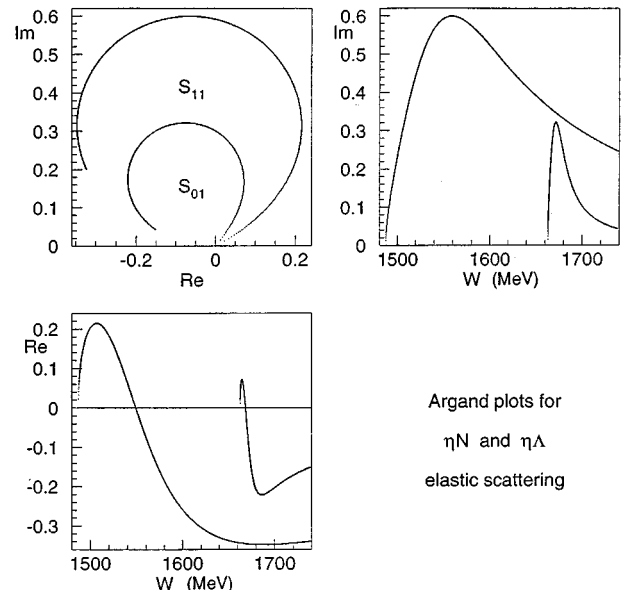 0.6
Im
0.5
0.4
0.3
0.2
0.1
0
S11
S01
-0.2
0
0.2
Re
0.6
Im
0.5
0.4
0.3
0.2
0.1
0
1500
1600
1700
W (MeV)
0.2
Re
0.1
0
-0.1
-0.2
-0.3
1500
1600
1700
W (MeV)
Argand plots for
ηN and ηΛ
elastic scattering